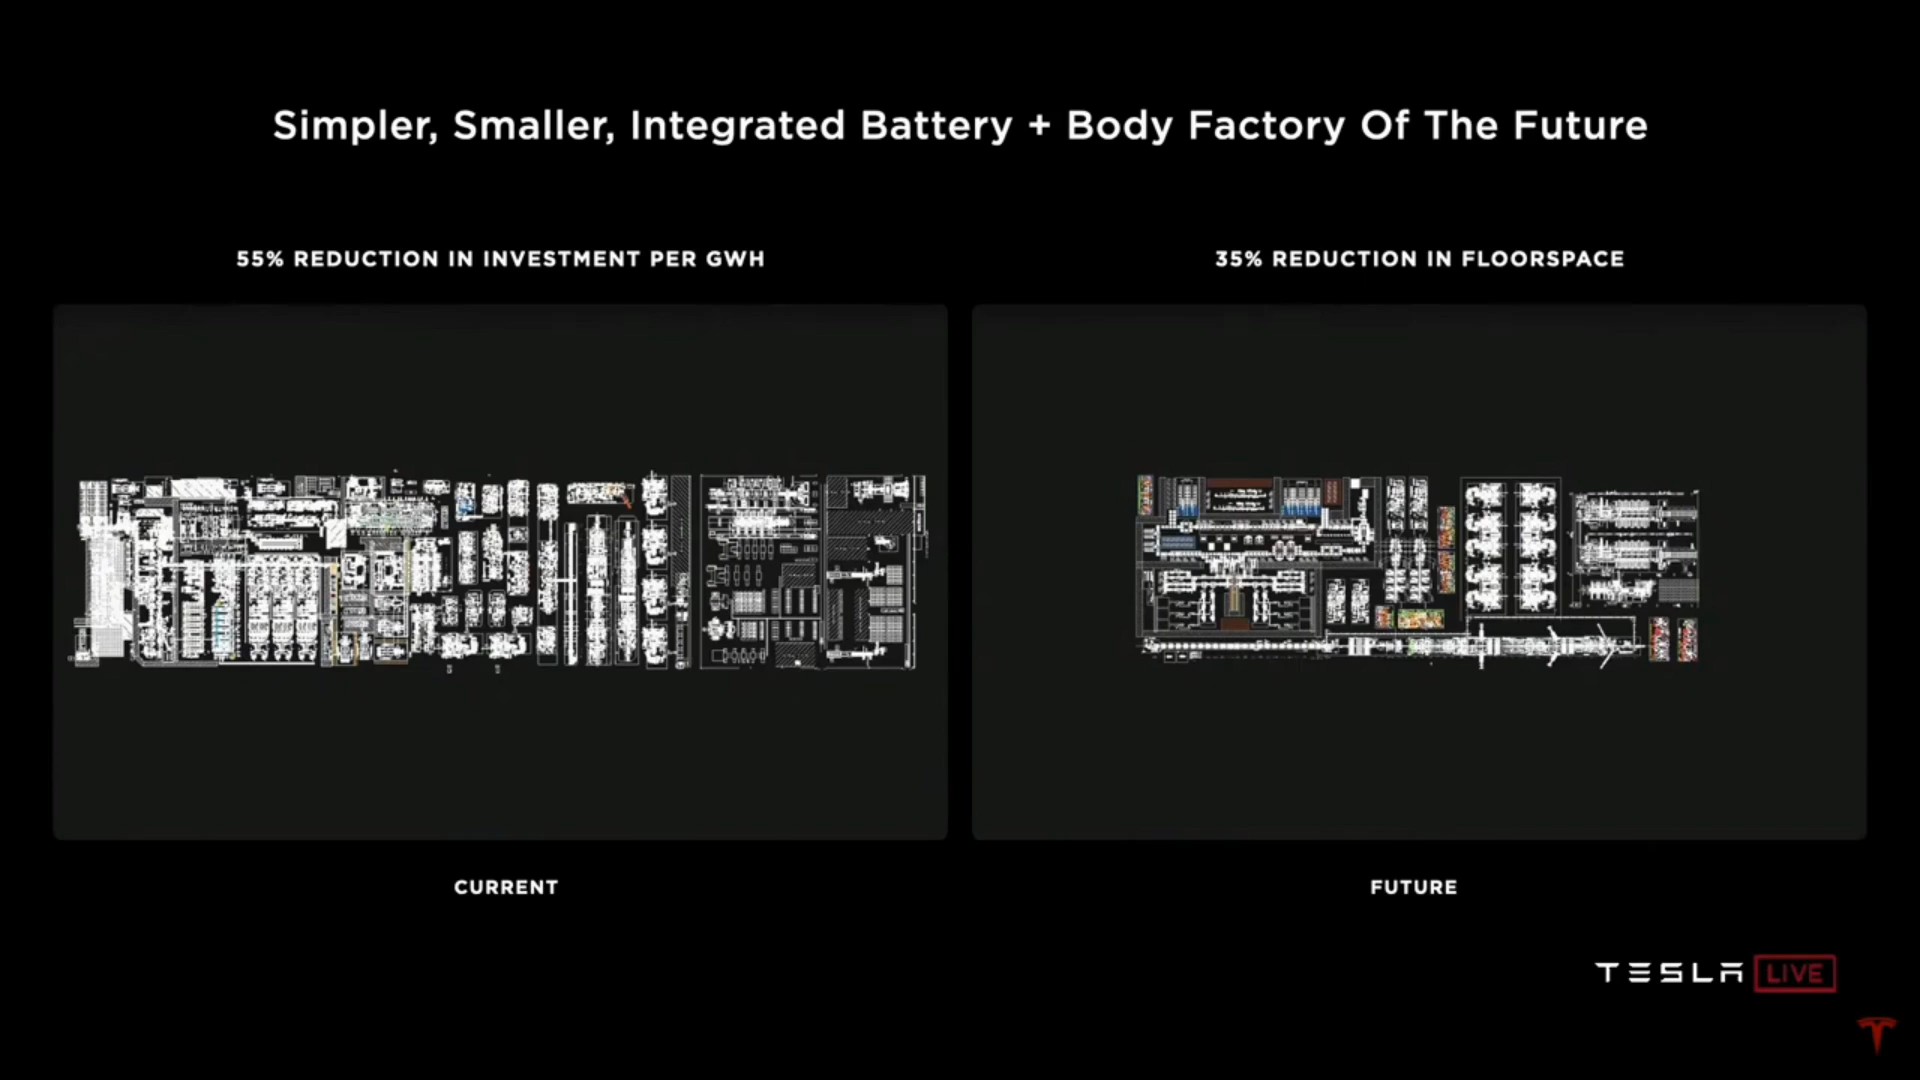 Simpler, Smaller, Integrated Battery + Body Factory Of The Future
55% REDUCTION IN INVESTMENT PER GWH
35% REDUCTION IN FLOORSPACE
CURRENT
FUTURE
TESLA LIVE